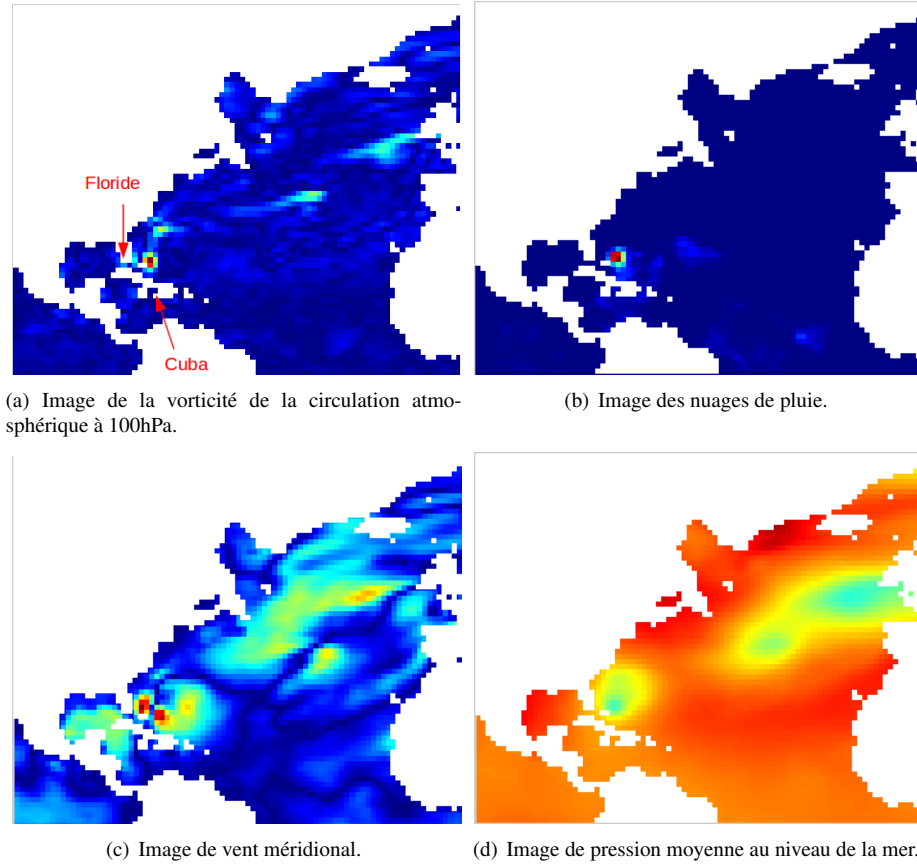 Floride
Cuba
(a) Image de la vorticité de la circulation atmo-
sphérique à 100hPa.
(b) Image des nuages de pluie.
(c) Image de vent méridional.
(d) Image de pression moyenne au niveau de la mer.